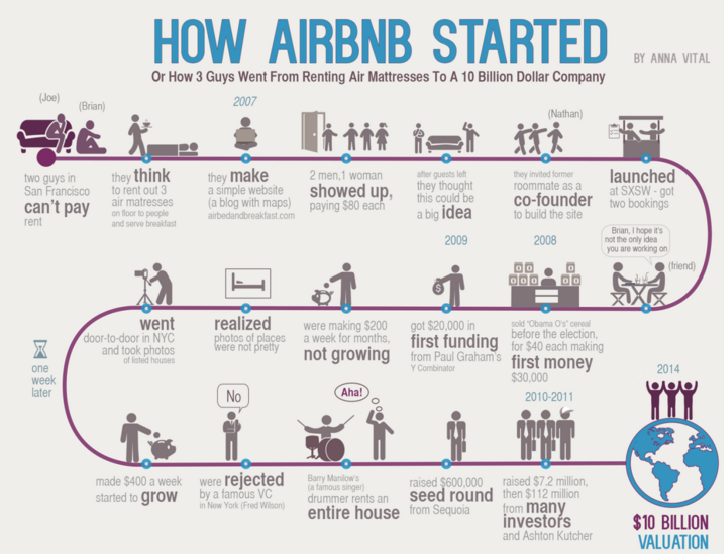 HOW AIRBNB STARTED
BY ANNA VITAL
Or How 3 Guys Went From Renting Air Mattresses To A 10 Billion Dollar Company
(Joe)
(Brian)
two guys in
San Francisco
can't pay
rent
they think
to rent out 3
air matresses
on floor to people
and serve breakfast
2007
they make
a simple website
(a blog with maps)
airbedandbreakfast.com
2 men,1 woman
showed up,
paying $80 each
after guests left
they thought
this could be
a big idea
(Nathan)
they invited former
roommate as a
co-founder
to build the site
launched
at SXSW - got
two bookings
Brian, I hope it's
not the only idea
you are working on
(friend)
2008
sold "Obama O's" cereal
before the election,
for $40 each making
first money
$30,000
2009
got $20,000 in
first funding
from Paul Graham's
Y Combinator
were making $200
a week for months,
not growing
realized
photos of places
were not pretty
went
door-to-door in NYC
and took photos
of listed houses
one
week
later
made $400 a week
started to grow
No
were rejected
by a famous VC
in New York (Fred Wilson)
Aha!
Barry Manilow's
(a famous singer)
drummer rents an
entire house
raised $600,000
seed round
from Sequoia
2010-2011
raised $7.2 million,
then $112 million
from many
investors
and Ashton Kutcher
2014
$10 BILLION
VALUATION